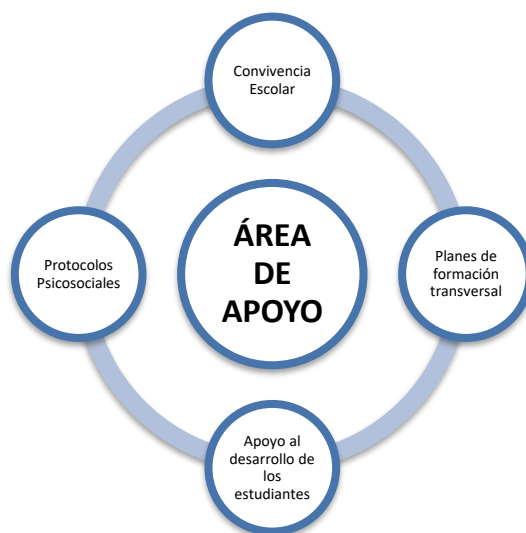 Convivencia
Escolar
ÁREA
DE
APOYO
Protocolos
Psicosociales
Planes de
formación
transversal
Apoyo al
desarrollo de
los
estudiantes